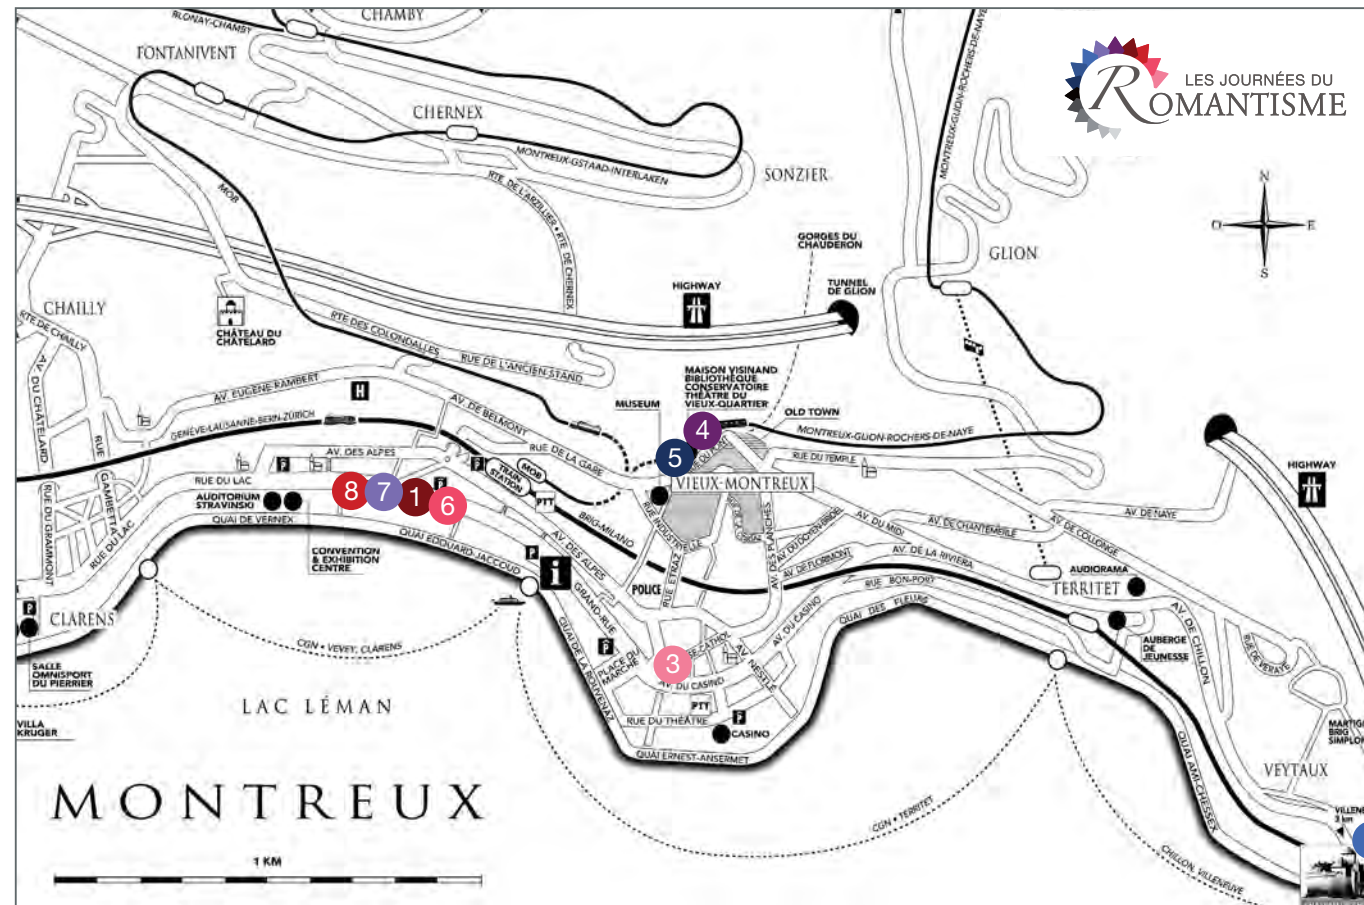 CHAMBY
BLONAY-CHAMBY
FONTANIVENT
CHERNEX
MONTREUX-GSTAAD-INTERLAKEN
SONZIER
MONTREUX-GLION-ROCHERS-DE-NAYE
LES JOURNÉES DU
ROMANTISME
N
O
E
S
MOB
RTE DE L'ARZILLIER • RTE DE CHERNEX
GORGES DU
CHAUDERON
GLION
HIGHWAY
TUNNEL
DE GLION
CHAILLY
RTE DE CHAILLY
CHÂTEAU DU
CHÂTELARD
RTE DES COLONDALLES
RUE DE L'ANCIEN-STAND
AV. DU CHÂTELARD
AV. EUGÈNE-RAMBERT
H
AV. DE BELMONT
MAISON VISINAND
BIBLIOTHÈQUE
CONSERVATOIRE
THÉÂTRE DU
VIEUX-QUARTIER
MUSEUM
OLD TOWN
4
MONTREUX-GLION-ROCHERS-DE-NAYE
GENÈVE-LAUSANNE-BERN-ZÜRICH
RUE GAMBETTA
AV. DES ALPES
RUE DE LA GARE
5
RUE DU TEMPLE
HIGHWAY
P
P
TRAIN
STATION
MOB
PTT
VIEUX-MONTREUX
RUE DU LAC
8
7
1
6
P
AUDITORIUM
STRAVINSKI
QUAI DE VERNEX
RUE DU GRAMMONT
RUE DU LAC
QUAI EDOUARD-JACCOUD
BRIG-MILANO
RUE INDUSTRIELLE
AV. DES PLANCHES
AV. DU DOYEN-BRIDEL
AV. DU MIDI
AV. DE CHANTEMERLE
AV. DE COLLONGE
AV. DE NAYE
CONVENTION
& EXHIBITION
CENTRE
P
i
AV. DES ALPES
POLICE
RUE ETRAZ
AV. DE FLORIMONT
AV. DE LA RIVIERA
RUE BON-PORT
AUDIORAMA
TERRITET
P
CLARENS
GRAND-RUE
AV. DU CASINO
QUAI DES FLEURS
AUBERGE
DE
JEUNESSE
AV. DE CHILLON
RUE DE VERAYE
CGN • VEVEY, CLARENS
QUAI DE LA ROUVENAZ
P
PLACE DU
MARCHÉ
3
AV. NESTLÉ
SALLE
OMNISPORT
DU PIERRIER
AV. DU CASINO
LAC LÉMAN
VILLA
KRUGER
PTT
RUE DU THÉÂTRE
P
CASINO
QUAI ERNEST-ANSERMET
QUAI AMI-CHESSEX
BRIG
VEYTAUX
MONTREUX
CGN • TERRITET
CHILLON, VILLENEUVE
1 KM